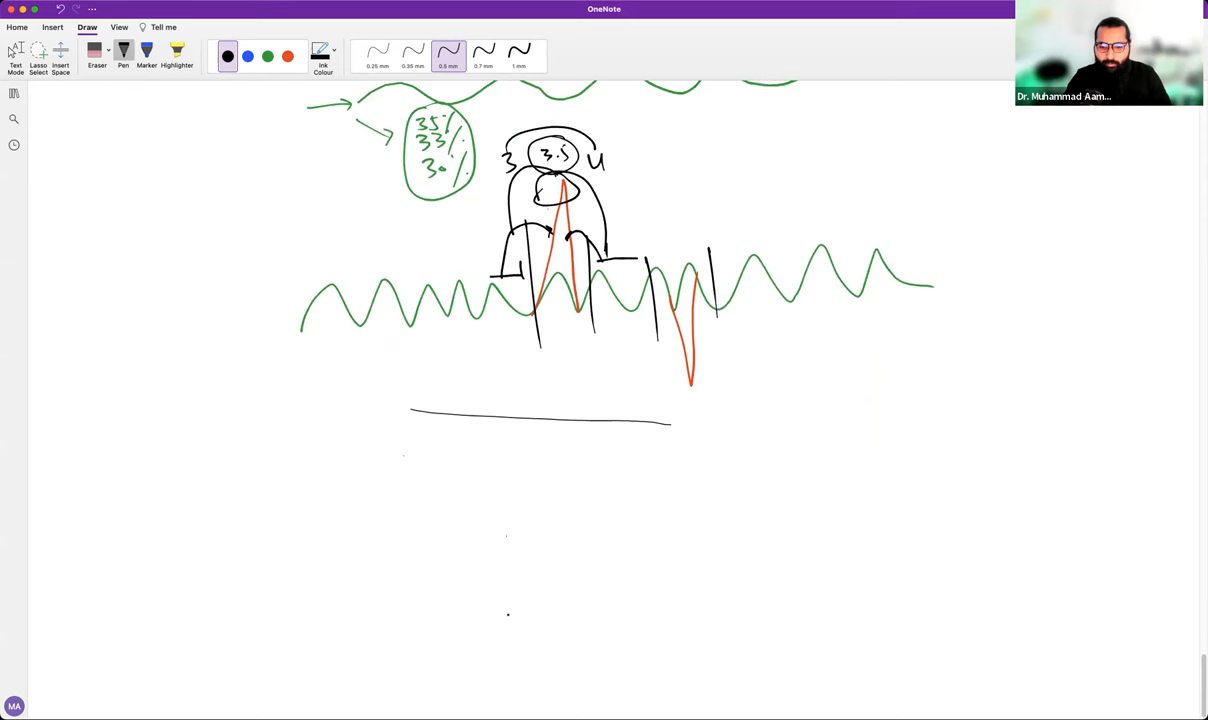 OneNote
Home Insert Draw View Tell me
Text Mode
Lasso Select
Insert Space
Eraser
Pen
Marker
Highlighter
0.25 mm
0.35 mm
0.5 mm
0.7 mm
1 mm
Ink Colour
Dr. Muhammad Aam...
35%
33%
30%
3 3.5 4
MA